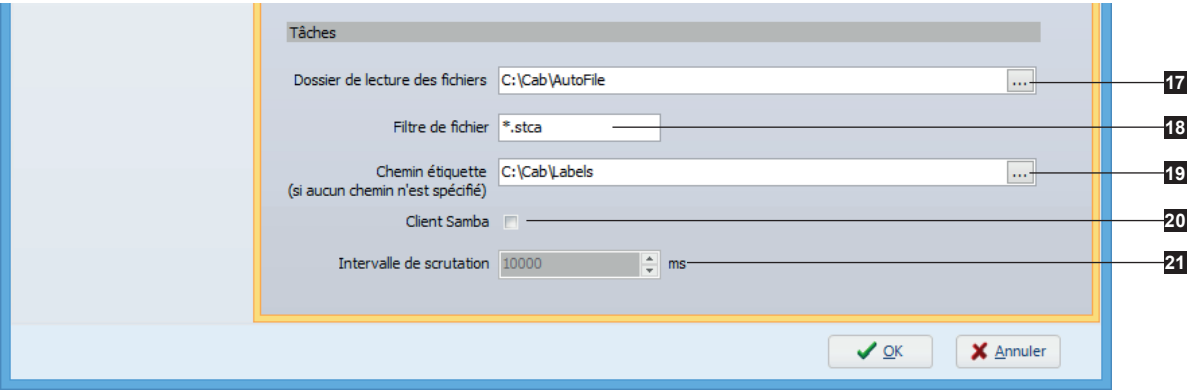 Tâches
Dossier de lecture des fichiers C:\Cab\AutoFile ... 17
Filtre de fichier *.stca 18
Chemin étiquette C:\Cab\Labels ... 19
(si aucun chemin n'est spécifié)
Client Samba 20
Intervalle de scrutation 10000 ms 21
OK Annuler